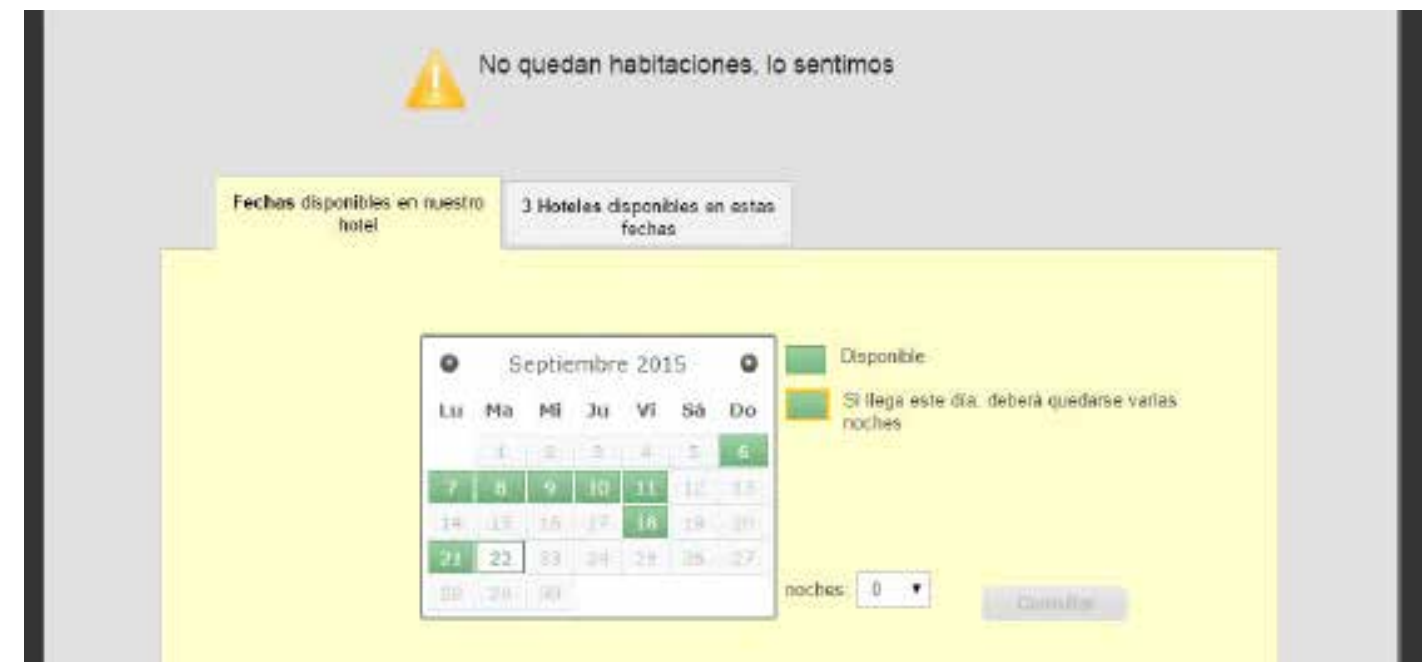 No quedan habitaciones, lo sentimos
Fechas disponibles en nuestro
hotel
3 Hoteles disponibles en estas
fechas
Septiembre 2015
Lu Ma Mi Ju Vi Sá Do
1 2 3 4 5 6
7 8 9 10 11 12 13
14 15 16 17 18 19 20
21 22 23 24 25 26 27
28 29 30
Disponible
Si llega este día, deberá quedarse varias
noches
noches: 0
Consultar